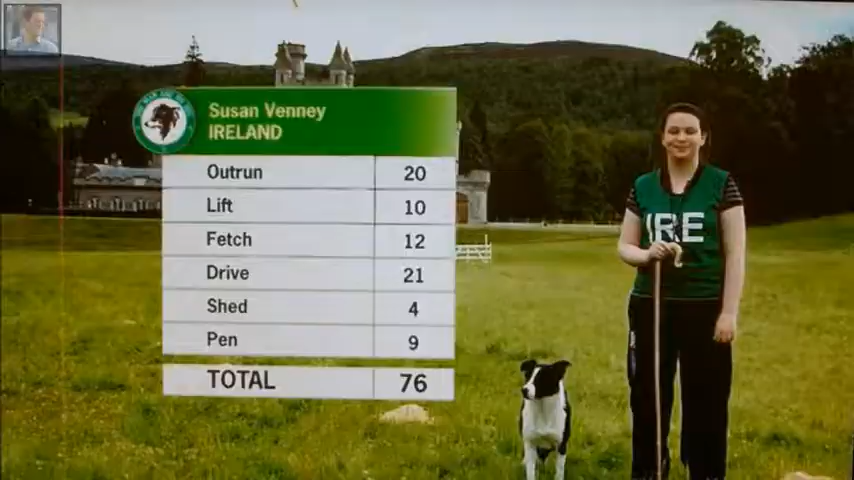 Susan Venney
IRELAND
Outrun 20
Lift 10
Fetch 12
Drive 21
Shed 4
Pen 9
TOTAL 76
IRE